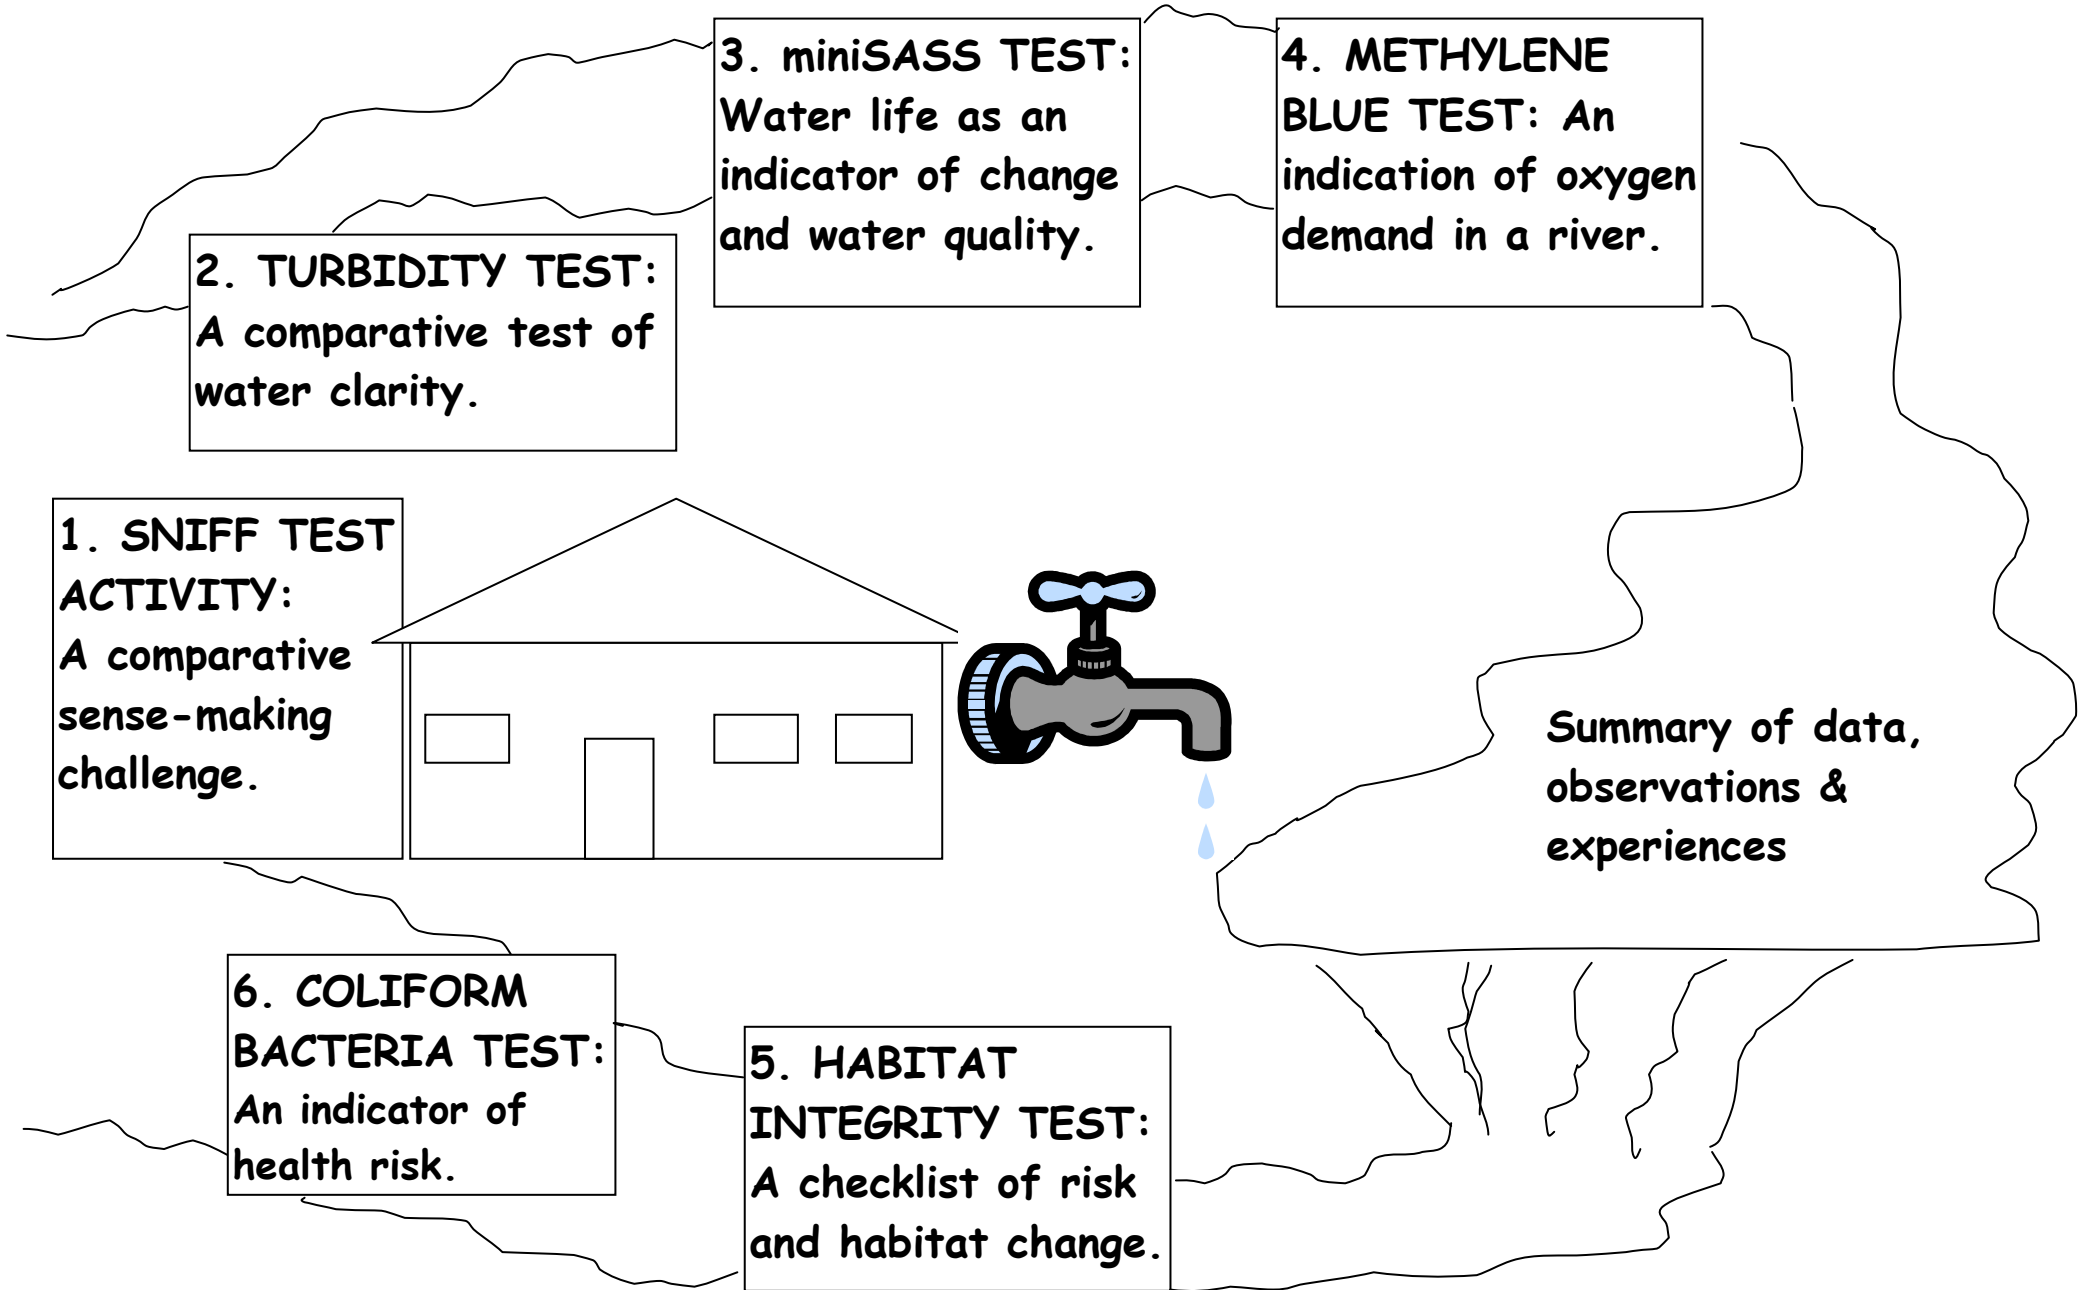 3. miniSASS TEST:
Water life as an
indicator of change
and water quality.
4. METHYLENE
BLUE TEST: An
indication of oxygen
demand in a river.
2. TURBIDITY TEST:
A comparative test of
water clarity.
1. SNIFF TEST
ACTIVITY:
A comparative
sense-making
challenge.
Summary of data,
observations &
experiences
6. COLIFORM
BACTERIA TEST:
An indicator of
health risk.
5. HABITAT
INTEGRITY TEST:
A checklist of risk
and habitat change.